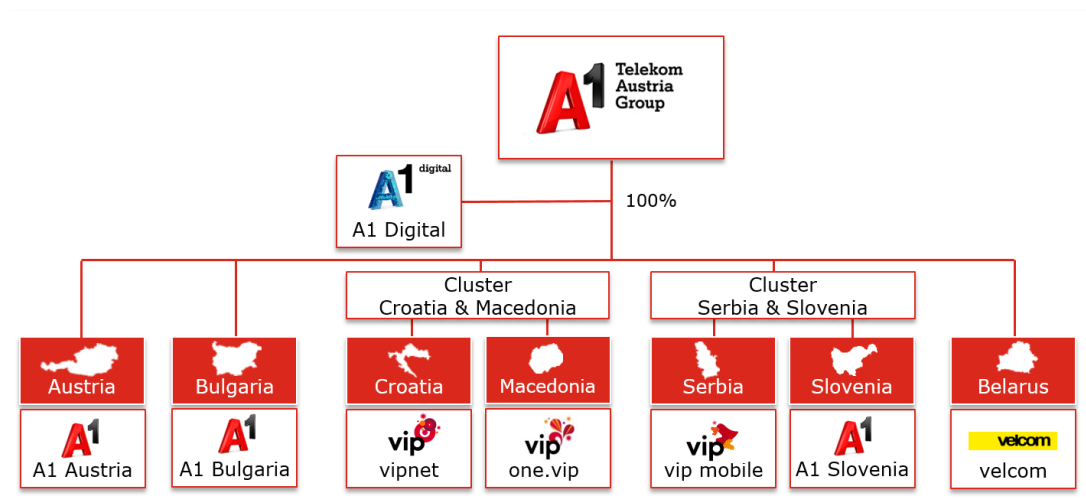 A1
Telekom
Austria
Group
A1 digital
A1 Digital
100%
Cluster
Croatia & Macedonia
Cluster
Serbia & Slovenia
Austria
Bulgaria
Croatia
Macedonia
Serbia
Slovenia
Belarus
A1
A1 Austria
A1
A1 Bulgaria
vip
vipnet
vip
one.vip
vip
vip mobile
A1
A1 Slovenia
velcom
velcom